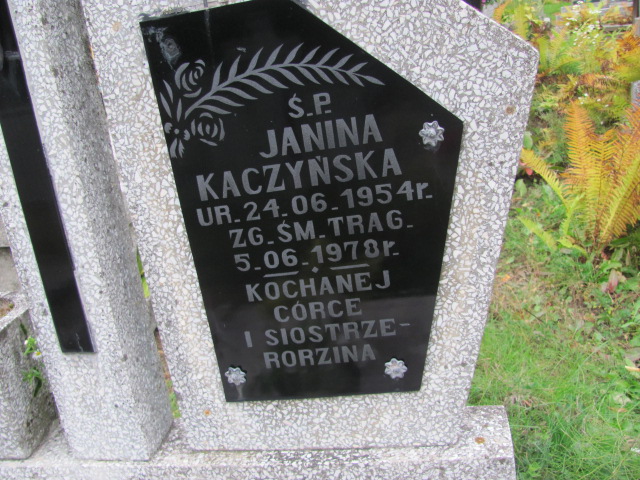 Ś.P.
JANINA
KACZYŃSKA
UR. 24.06.1954r.
ZG. ŚM. TRAG.
5.06.1978r.
KOCHANEJ
CÓRCE
I SIOSTRZE-
RORZINA